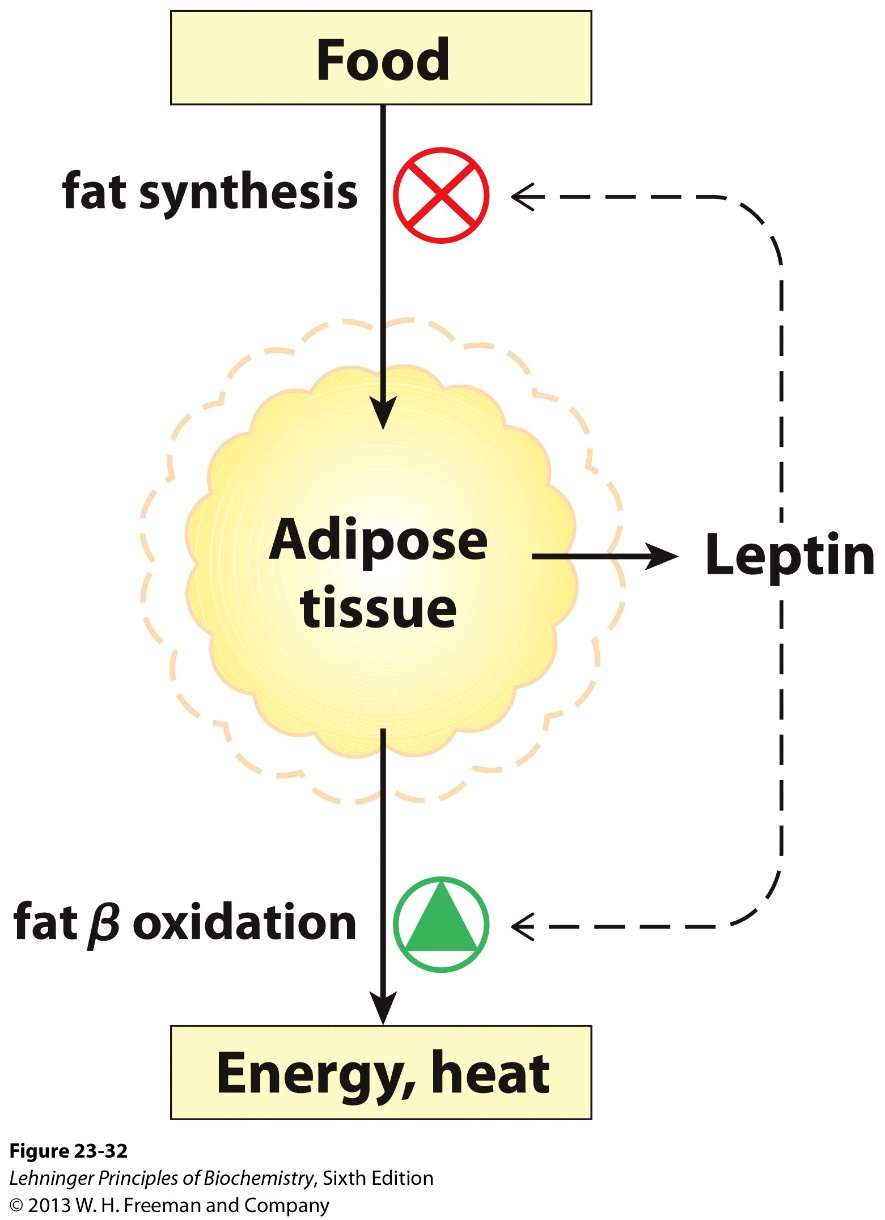 Food
fat synthesis
Adipose
tissue
Leptin
fat β oxidation
Energy, heat
Figure 23-32
Lehninger Principles of Biochemistry, Sixth Edition
© 2013 W. H. Freeman and Company